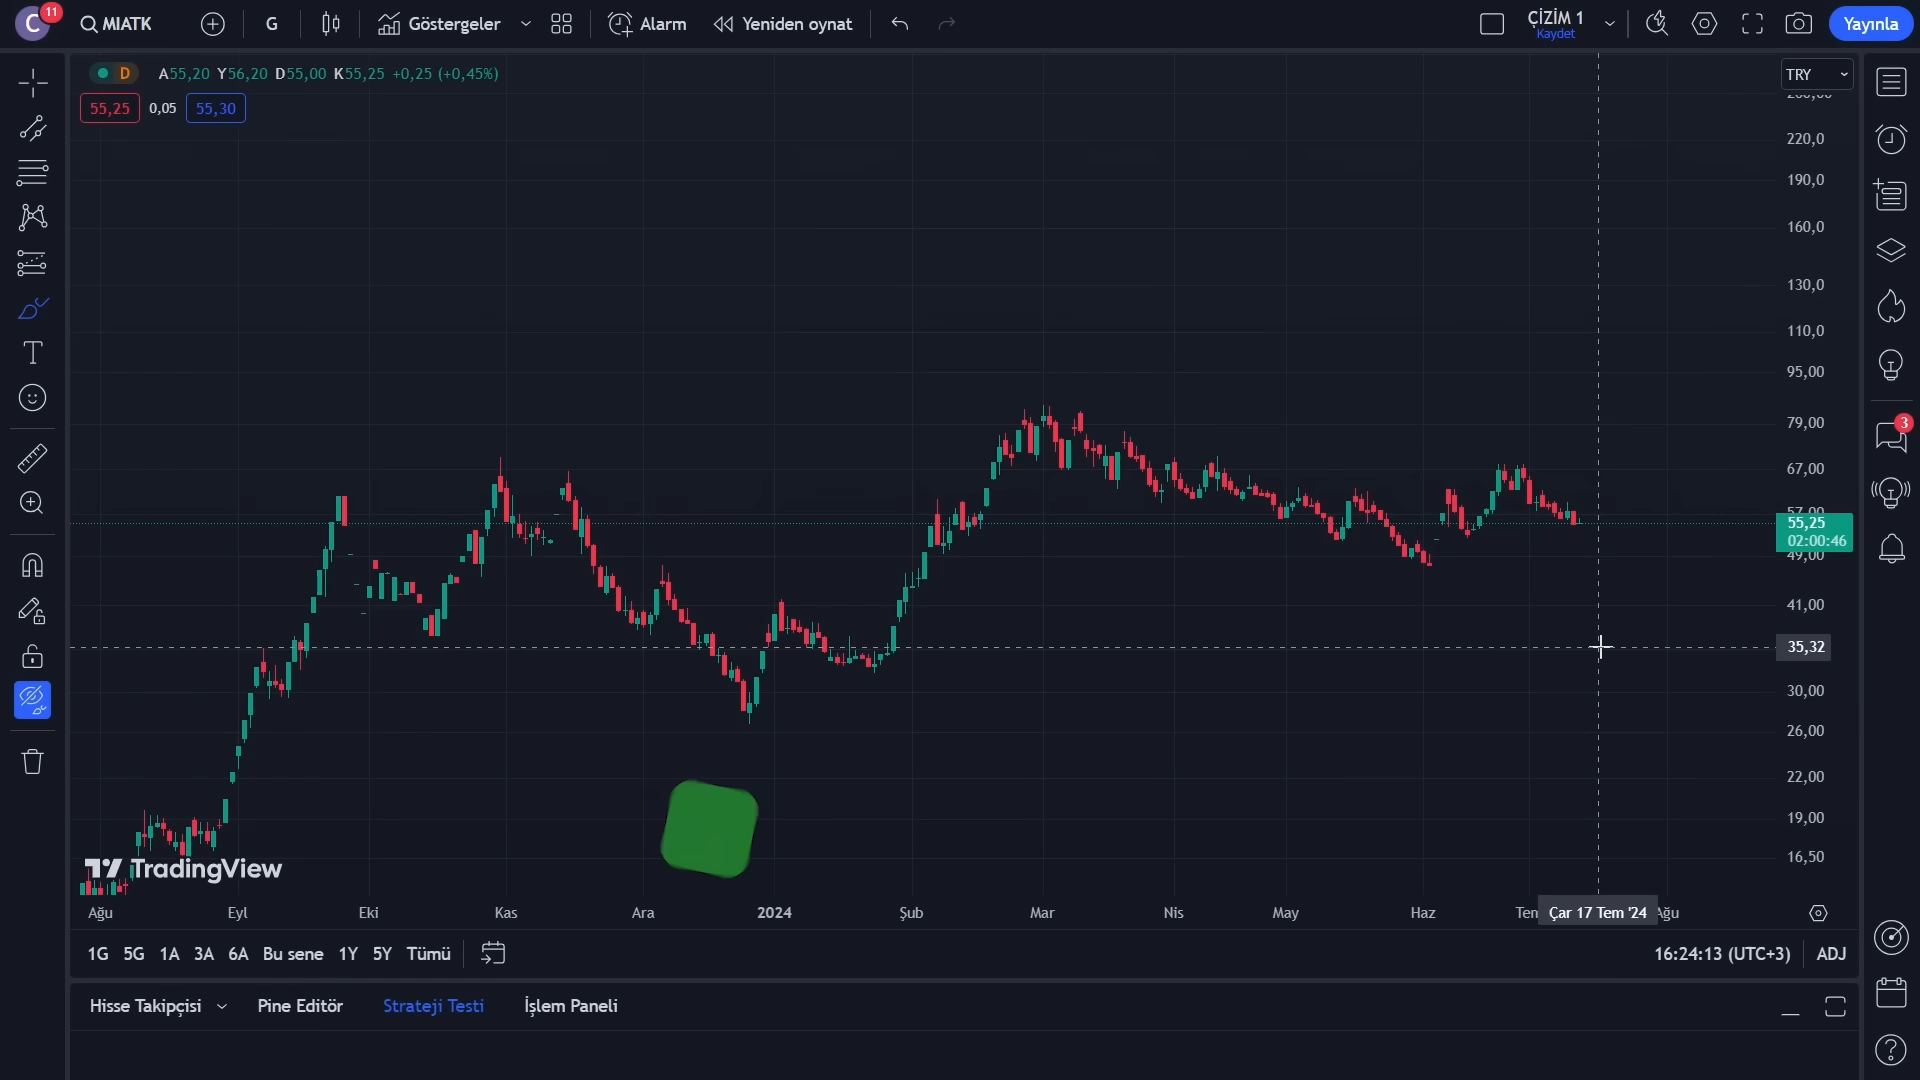 C
11
MIATK
G
Göstergeler
Alarm
Yeniden oynat
ÇİZİM 1
Kaydet
Yayınla
D A55,20 Y56,20 D55,00 K55,25 +0,25 (+0,45%)
55,25 0,05 55,30
TRY
220,0
190,0
160,0
130,0
110,0
95,00
79,00
67,00
57,00
55,25
02:00:46
49,00
41,00
35,32
30,00
26,00
22,00
19,00
16,50
3
TradingView
Ağu Eyl Eki Kas Ara 2024 Şub Mar Nis May Haz Tem Çar 17 Tem '24 Ağu
1G 5G 1A 3A 6A Bu sene 1Y 5Y Tümü
16:24:13 (UTC+3) ADJ
Hisse Takipçisi Pine Editör Strateji Testi İşlem Paneli